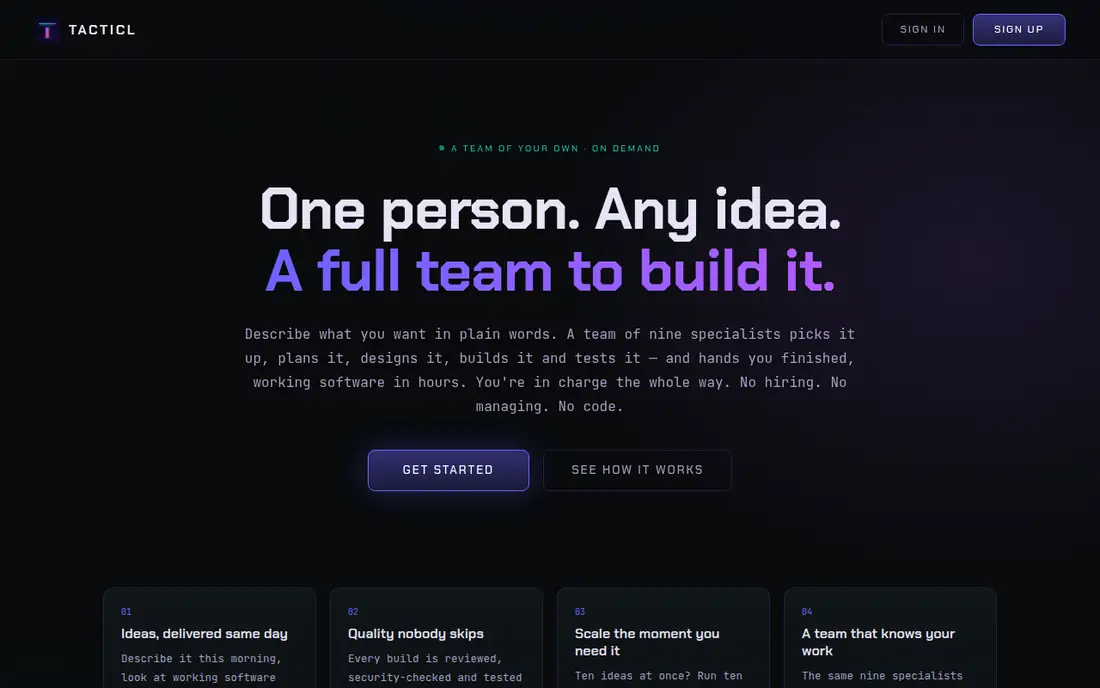 TACTICL
SIGN IN
SIGN UP
A TEAM OF YOUR OWN · ON DEMAND
One person. Any idea.
A full team to build it.
Describe what you want in plain words. A team of nine specialists picks it
up, plans it, designs it, builds it and tests it — and hands you finished,
working software in hours. You're in charge the whole way. No hiring. No
managing. No code.
GET STARTED
SEE HOW IT WORKS
01
Ideas, delivered same day
Describe it this morning,
look at working software
02
Quality nobody skips
Every build is reviewed,
security-checked and tested
03
Scale the moment you
need it
Ten ideas at once? Run ten
04
A team that knows your
work
The same nine specialists